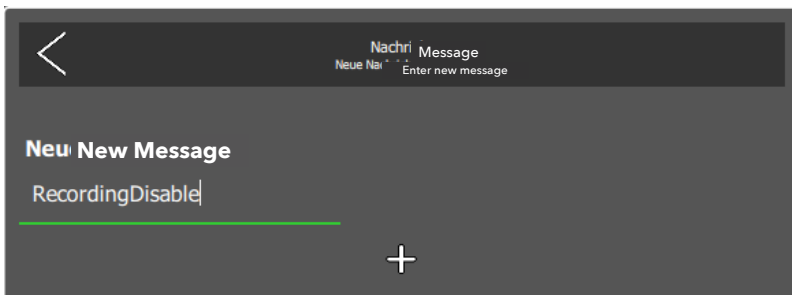 Nachri Message
Neue Na Enter new message
Neu New Message
RecordingDisable